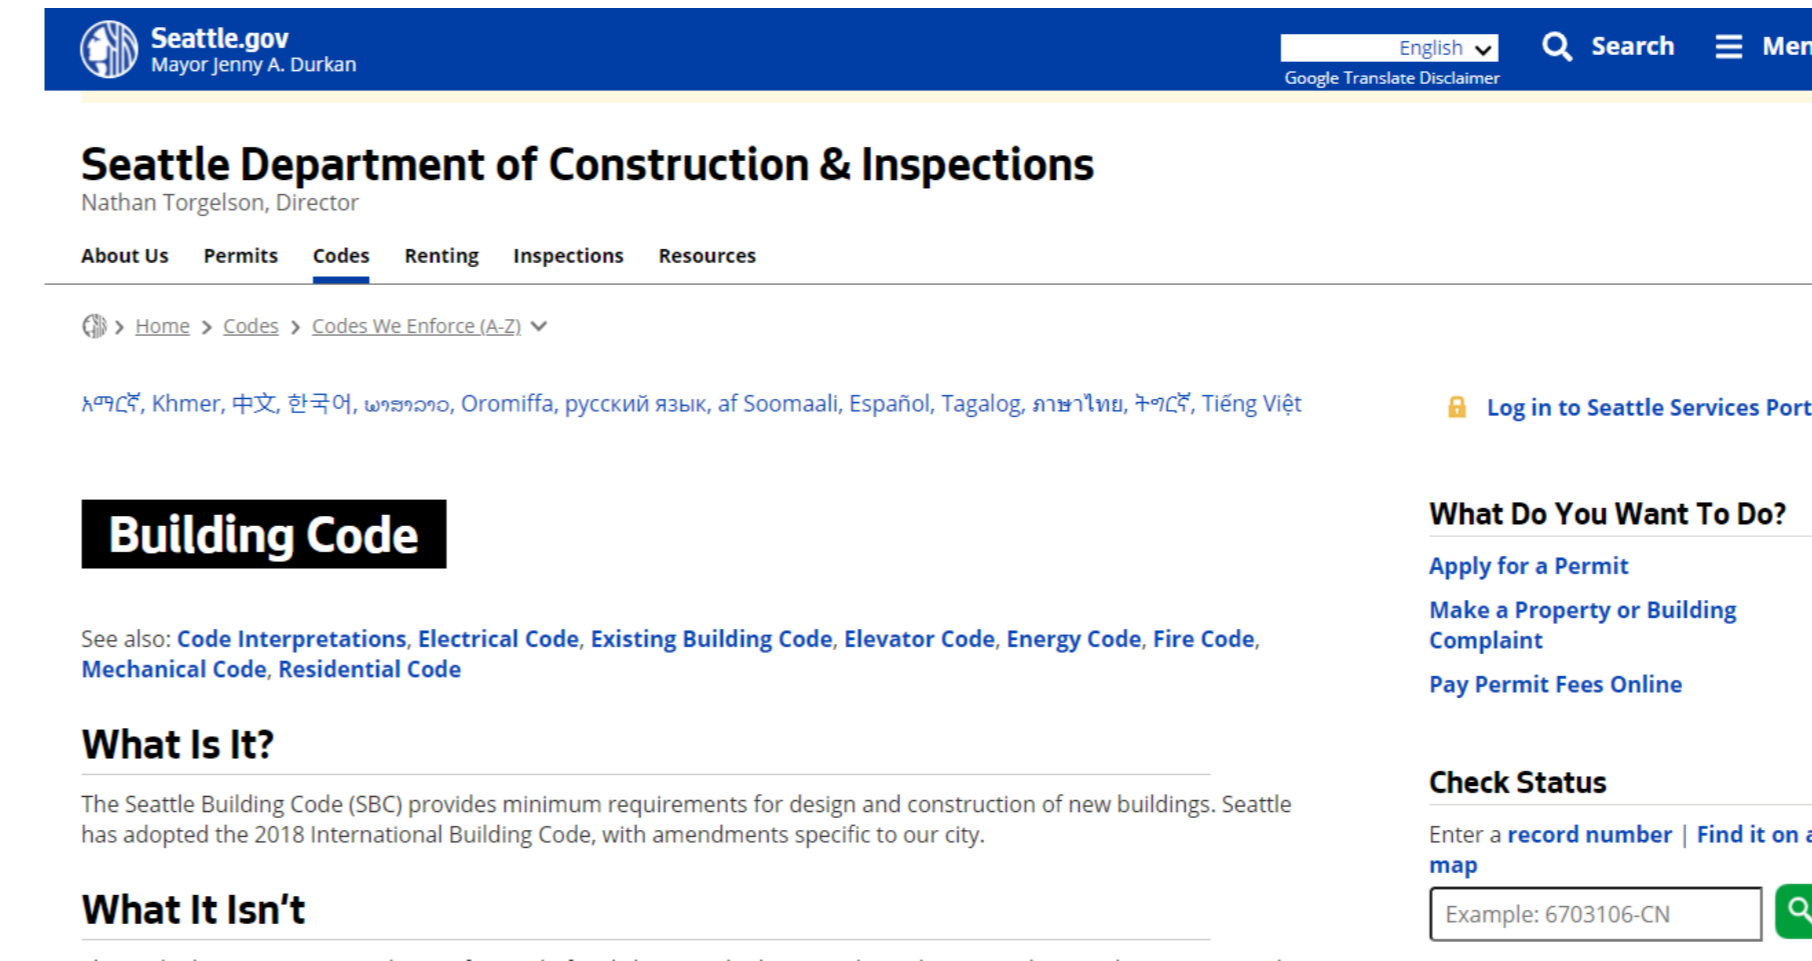 Seattle.gov
Mayor Jenny A. Durkan
English
Google Translate Disclaimer
Search
Seattle Department of Construction & Inspections
Nathan Torgelson, Director
About Us Permits Codes Renting Inspections Resources
Home > Codes > Codes We Enforce (A-Z)
አማርኛ, Khmer, 中文, 한국어, ພາສາລາວ, Oromiffa, русский язык, af Soomaali, Español, Tagalog, ภาษาไทย, ትግርኛ, Tiếng Việt
Log in to Seattle Services
Building Code
See also: Code Interpretations, Electrical Code, Existing Building Code, Elevator Code, Energy Code, Fire Code,
Mechanical Code, Residential Code
What Is It?
The Seattle Building Code (SBC) provides minimum requirements for design and construction of new buildings. Seattle
has adopted the 2018 International Building Code, with amendments specific to our city.
What It Isn't
What Do You Want To Do?
Apply for a Permit
Make a Property or Building
Complaint
Pay Permit Fees Online
Check Status
Enter a record number | Find it on a
map
Example: 6703106-CN